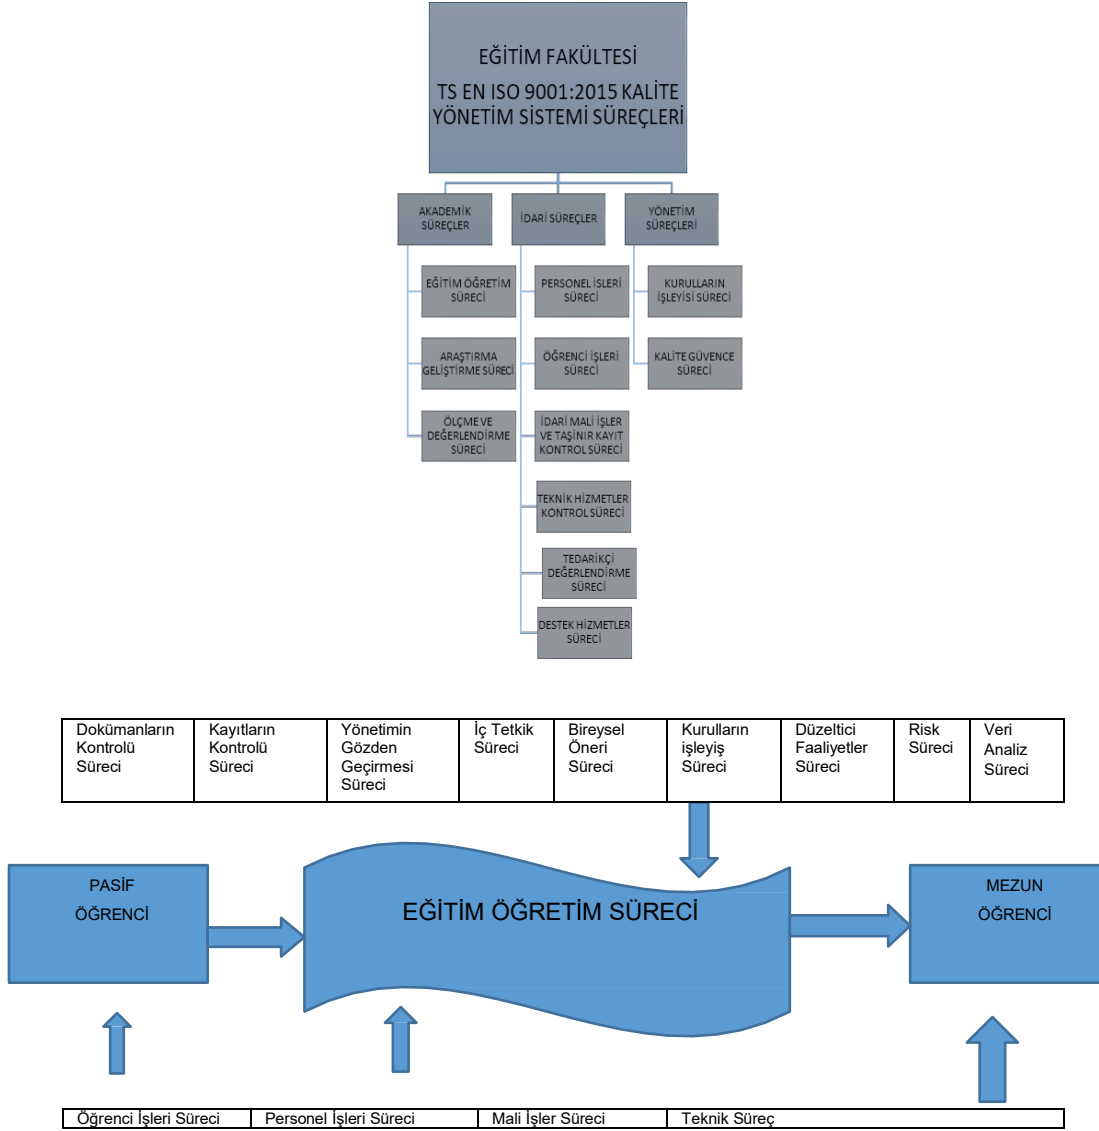 EĞİTİM FAKÜLTESİ
TS EN ISO 9001:2015 KALİTE
YÖNETİM SİSTEMİ SÜREÇLERİ
AKADEMİK
SÜREÇLER
İDARİ SÜREÇLER
YÖNETİM
SÜREÇLERİ
EĞİTİM ÖĞRETİM
SÜRECİ
ARAŞTIRMA
GELİŞTİRME SÜRECİ
ÖLÇME VE
DEĞERLENDİRME
SÜRECİ
PERSONEL İSLERİ
SÜRECİ
ÖĞRENCİ İŞLERİ
SÜRECİ
İDARİ MALİ İŞLER
VE TAŞİNIR KAYIT
KONTROL SÜRECİ
TEKNİK HİZMETLER
KONTROL SÜRECİ
TEDARİKÇİ
DEĞERLENDİRME
SÜRECİ
DESTEK HİZMETLER
SÜRECİ
KURULLARIN
İŞLEYİSİ SÜRECİ
KALİTE GÜVENCE
SÜRECİ
Dokümanların
Kontrolü
Süreci
Kayıtların
Kontrolü
Süreci
Yönetimin
Gözden
Geçirmesi
Süreci
İç Tetkik
Süreci
Bireysel
Öneri
Süreci
Kurulların
işleyiş
Süreci
Düzeltici
Faaliyetler
Süreci
Risk
Süreci
Veri
Analiz
Süreci
PASİF
ÖĞRENCİ
EĞİTİM ÖĞRETİM SÜRECİ
MEZUN
ÖĞRENCİ
Öğrenci İşleri Süreci
Personel İşleri Süreci
Mali İşler Süreci
Teknik Süreç